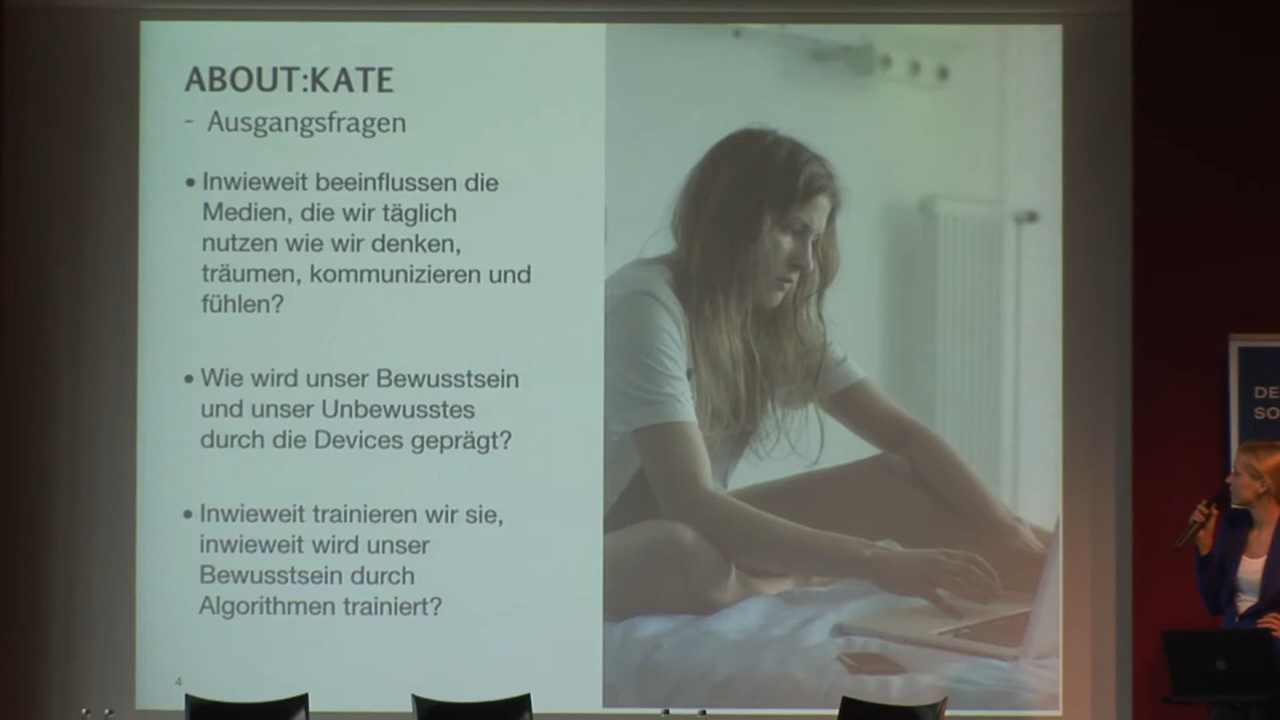 ABOUT:KATE
- Ausgangsfragen
• Inwieweit beeinflussen die
Medien, die wir täglich
nutzen wie wir denken,
träumen, kommunizieren und
fühlen?
• Wie wird unser Bewusstsein
und unser Unbewusstes
durch die Devices geprägt?
• Inwieweit trainieren wir sie,
inwieweit wird unser
Bewusstsein durch
Algorithmen trainiert?
4
DE
SO